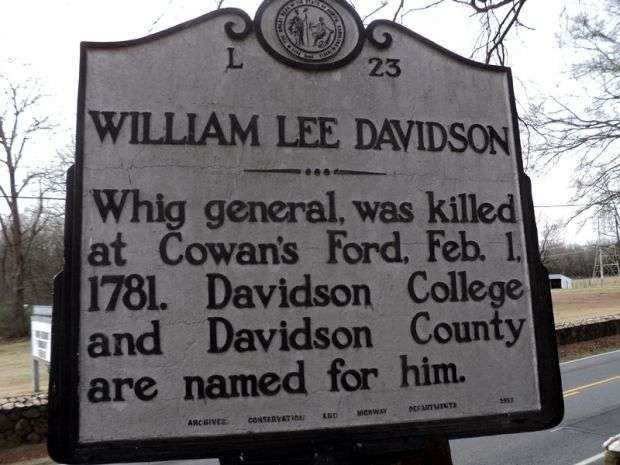 L 23
WILLIAM LEE DAVIDSON
Whig general, was killed
at Cowan's Ford, Feb. 1,
1781. Davidson College
and Davidson County
are named for him.
ARCHIVES, CONSERVATION AND HIGHWAY DEPARTMENTS